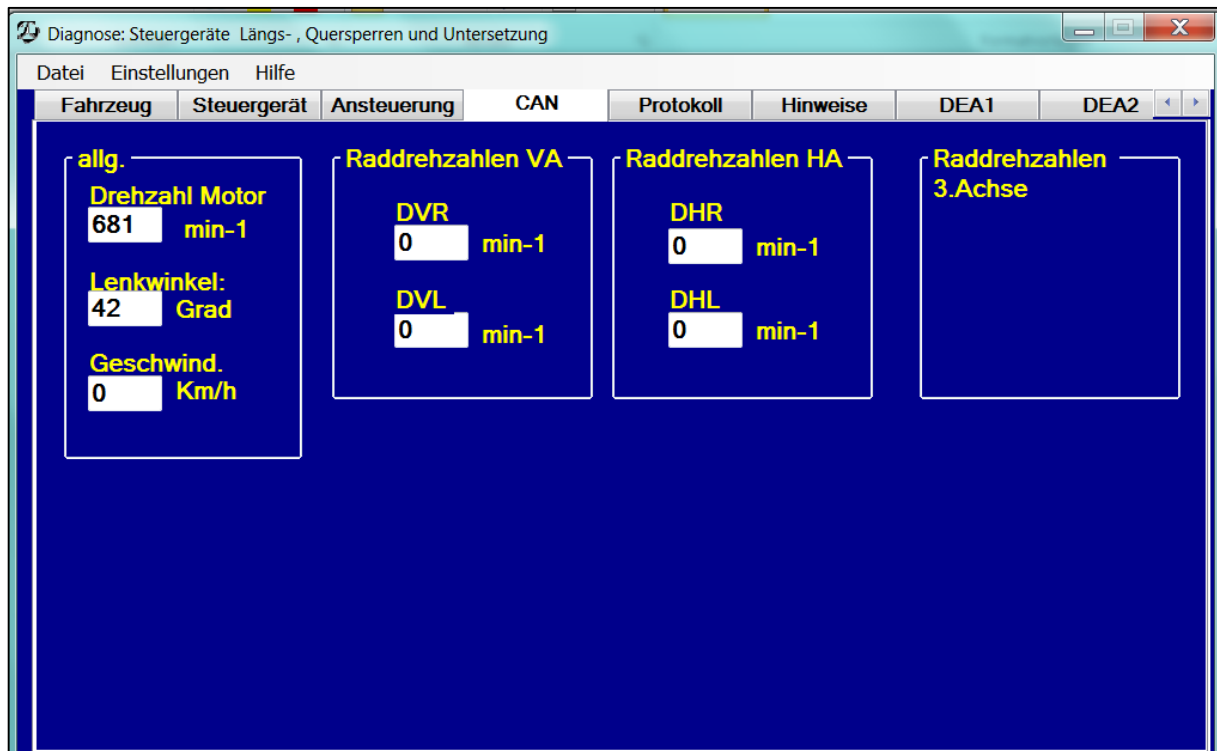 Diagnose: Steuergeräte Längs- , Quersperren und Untersetzung
Datei Einstellungen Hilfe
Fahrzeug Steuergerät Ansteuerung CAN Protokoll Hinweise DEA1 DEA2
allg.
Drehzahl Motor
681 min-1
Lenkwinkel:
42 Grad
Geschwind.
0 Km/h
Raddrehzahlen VA
DVR
0 min-1
DVL
0 min-1
Raddrehzahlen HA
DHR
0 min-1
DHL
0 min-1
Raddrehzahlen
3.Achse